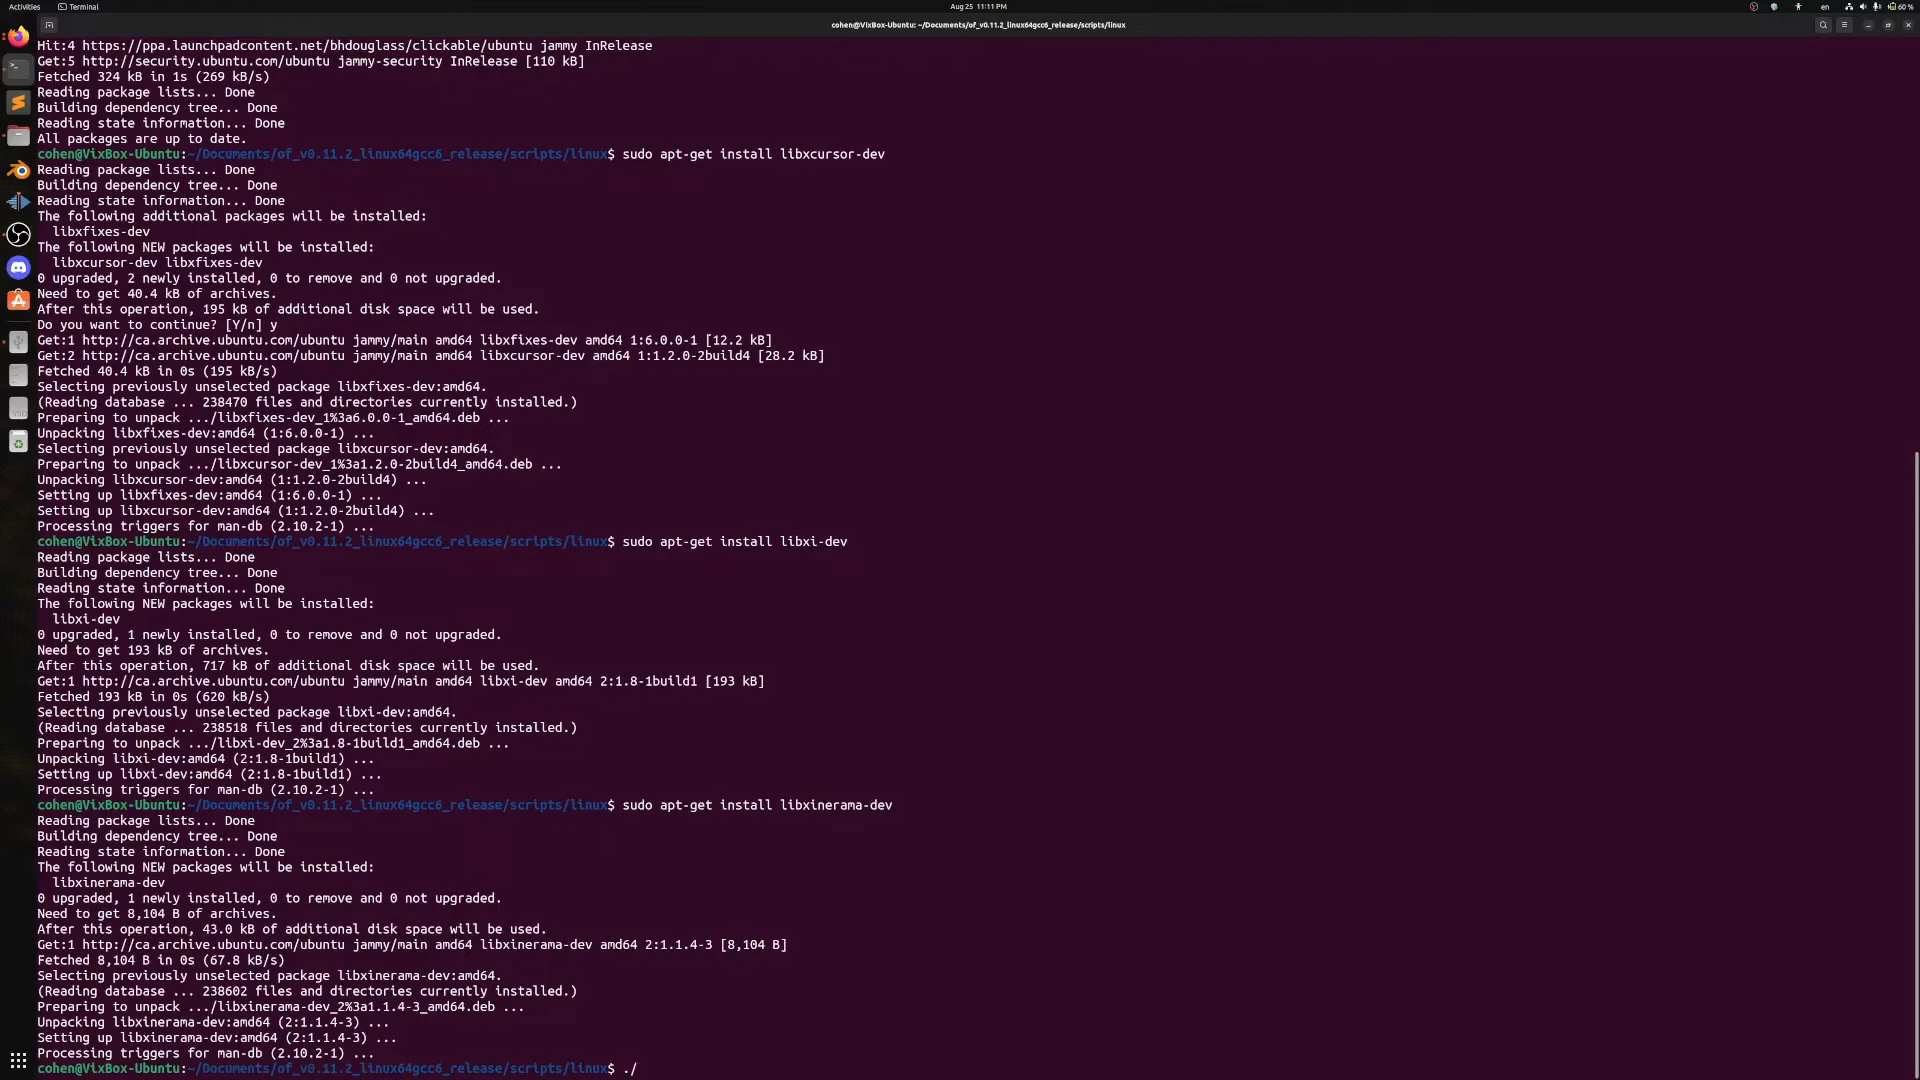 Activities
Terminal
Aug 25 11:11 PM
en
60 %
cohen@VixBox-Ubuntu: ~/Documents/of_v0.11.2_linux64gcc6_release/scripts/linux
Hit:4 https://ppa.launchpadcontent.net/bhdouglass/clickable/ubuntu jammy InRelease
Get:5 http://security.ubuntu.com/ubuntu jammy-security InRelease [110 kB]
Fetched 324 kB in 1s (269 kB/s)
Reading package lists... Done
Building dependency tree... Done
Reading state information... Done
All packages are up to date.
cohen@VixBox-Ubuntu:~/Documents/of_v0.11.2_linux64gcc6_release/scripts/linux$ sudo apt-get install libxcursor-dev
Reading package lists... Done
Building dependency tree... Done
Reading state information... Done
The following additional packages will be installed:
  libxfixes-dev
The following NEW packages will be installed:
  libxcursor-dev libxfixes-dev
0 upgraded, 2 newly installed, 0 to remove and 0 not upgraded.
Need to get 40.4 kB of archives.
After this operation, 195 kB of additional disk space will be used.
Do you want to continue? [Y/n] y
Get:1 http://ca.archive.ubuntu.com/ubuntu jammy/main amd64 libxfixes-dev amd64 1:6.0.0-1 [12.2 kB]
Get:2 http://ca.archive.ubuntu.com/ubuntu jammy/main amd64 libxcursor-dev amd64 1:1.2.0-2build4 [28.2 kB]
Fetched 40.4 kB in 0s (195 kB/s)
Selecting previously unselected package libxfixes-dev:amd64.
(Reading database ... 238470 files and directories currently installed.)
Preparing to unpack .../libxfixes-dev_1%3a6.0.0-1_amd64.deb ...
Unpacking libxfixes-dev:amd64 (1:6.0.0-1) ...
Selecting previously unselected package libxcursor-dev:amd64.
Preparing to unpack .../libxcursor-dev_1%3a1.2.0-2build4_amd64.deb ...
Unpacking libxcursor-dev:amd64 (1:1.2.0-2build4) ...
Setting up libxfixes-dev:amd64 (1:6.0.0-1) ...
Setting up libxcursor-dev:amd64 (1:1.2.0-2build4) ...
Processing triggers for man-db (2.10.2-1) ...
cohen@VixBox-Ubuntu:~/Documents/of_v0.11.2_linux64gcc6_release/scripts/linux$ sudo apt-get install libxi-dev
Reading package lists... Done
Building dependency tree... Done
Reading state information... Done
The following NEW packages will be installed:
  libxi-dev
0 upgraded, 1 newly installed, 0 to remove and 0 not upgraded.
Need to get 193 kB of archives.
After this operation, 717 kB of additional disk space will be used.
Get:1 http://ca.archive.ubuntu.com/ubuntu jammy/main amd64 libxi-dev amd64 2:1.8-1build1 [193 kB]
Fetched 193 kB in 0s (620 kB/s)
Selecting previously unselected package libxi-dev:amd64.
(Reading database ... 238518 files and directories currently installed.)
Preparing to unpack .../libxi-dev_2%3a1.8-1build1_amd64.deb ...
Unpacking libxi-dev:amd64 (2:1.8-1build1) ...
Setting up libxi-dev:amd64 (2:1.8-1build1) ...
Processing triggers for man-db (2.10.2-1) ...
cohen@VixBox-Ubuntu:~/Documents/of_v0.11.2_linux64gcc6_release/scripts/linux$ sudo apt-get install libxinerama-dev
Reading package lists... Done
Building dependency tree... Done
Reading state information... Done
The following NEW packages will be installed:
  libxinerama-dev
0 upgraded, 1 newly installed, 0 to remove and 0 not upgraded.
Need to get 8,104 B of archives.
After this operation, 43.0 kB of additional disk space will be used.
Get:1 http://ca.archive.ubuntu.com/ubuntu jammy/main amd64 libxinerama-dev amd64 2:1.1.4-3 [8,104 B]
Fetched 8,104 B in 0s (67.8 kB/s)
Selecting previously unselected package libxinerama-dev:amd64.
(Reading database ... 238602 files and directories currently installed.)
Preparing to unpack .../libxinerama-dev_2%3a1.1.4-3_amd64.deb ...
Unpacking libxinerama-dev:amd64 (2:1.1.4-3) ...
Setting up libxinerama-dev:amd64 (2:1.1.4-3) ...
Processing triggers for man-db (2.10.2-1) ...
cohen@VixBox-Ubuntu:~/Documents/of_v0.11.2_linux64gcc6_release/scripts/linux$ ./